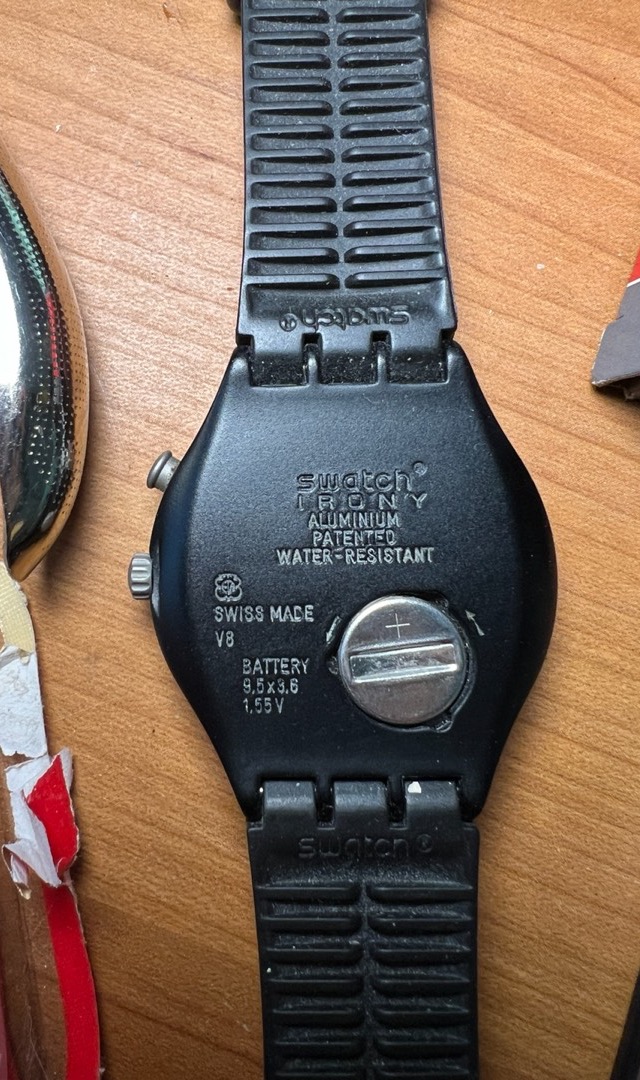 swatch®
swatch®
IRONY
ALUMINIUM
PATENTED
WATER-RESISTANT
SWISS MADE
V8
BATTERY
9,5x3,6
1,55V
+
swatch®